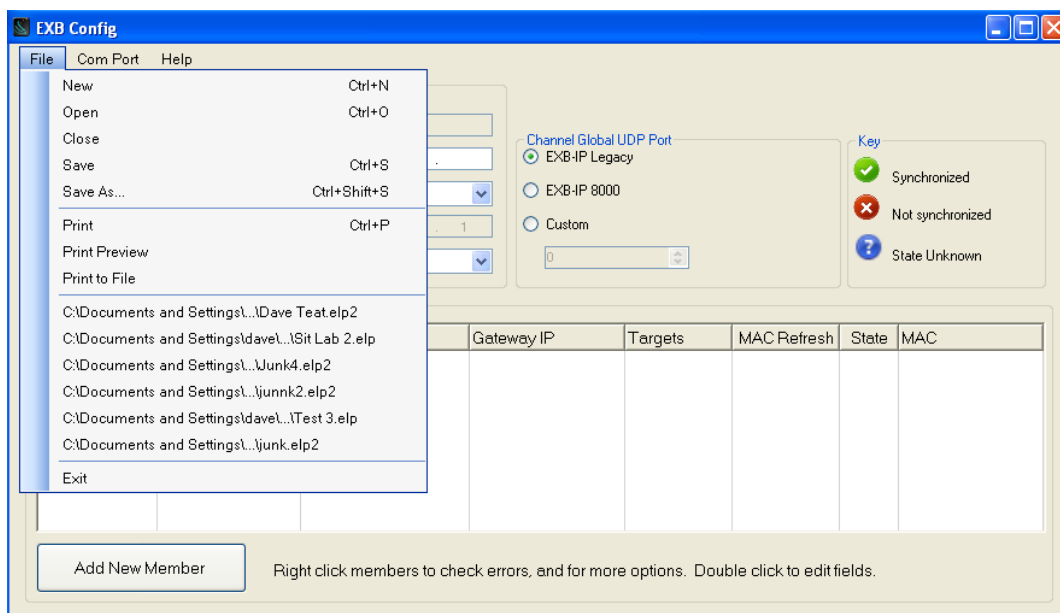 EXB Config
File Com Port Help
New Ctrl+N
Open Ctrl+O
Close
Save Ctrl+S
Save As... Ctrl+Shift+S
Print Ctrl+P
Print Preview
Print to File
C:\Documents and Settings\...\Dave Teat.elp2
C:\Documents and Settings\dave\...\Sit Lab 2.elp
C:\Documents and Settings\...\Junk4.elp2
C:\Documents and Settings\...\junnk2.elp2
C:\Documents and Settings\dave\...\Test 3.elp
C:\Documents and Settings\...\junk.elp2
Exit
. 1
Channel Global UDP Port
EXB-IP Legacy
EXB-IP 8000
Custom
0
Key
Synchronized
Not synchronized
State Unknown
Gateway IP Targets MAC Refresh State MAC
Add New Member
Right click members to check errors, and for more options. Double click to edit fields.